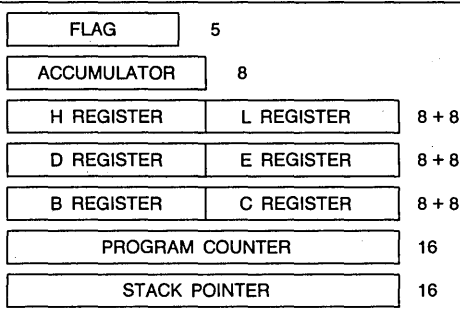 FLAG 5
ACCUMULATOR 8
H REGISTER L REGISTER 8 + 8
D REGISTER E REGISTER 8 + 8
B REGISTER C REGISTER 8 + 8
PROGRAM COUNTER 16
STACK POINTER 16